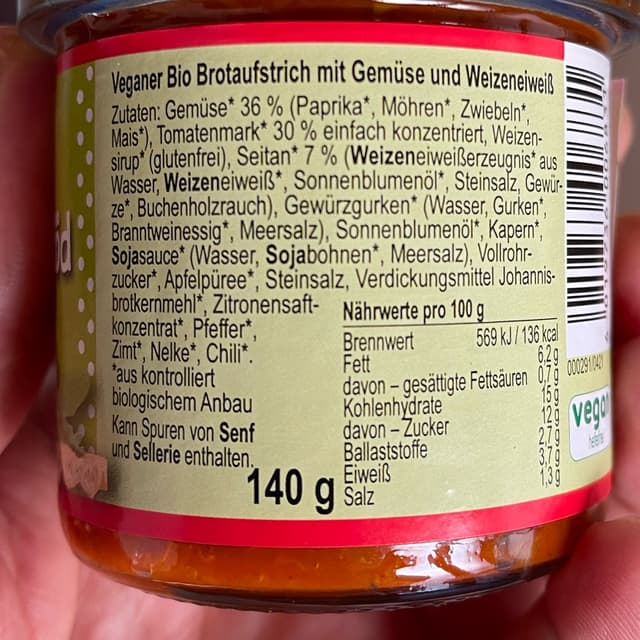 Veganer Bio Brotaufstrich mit Gemüse und Weizeneiweiß
Zutaten: Gemüse* 36 % (Paprika*, Möhren*, Zwiebeln*,
Mais*), Tomatenmark* 30 % einfach konzentriert, Weizen-
sirup* (glutenfrei), Seitan* 7 % (Weizeneiweißerzeugnis* aus
Wasser, Weizeneiweiß*, Sonnenblumenöl*, Steinsalz, Gewür-
ze*, Buchenholzrauch), Gewürzgurken* (Wasser, Gurken*,
Branntweinessig*, Meersalz), Sonnenblumenöl*, Kapern*,
Sojasauce* (Wasser, Sojabohnen*, Meersalz), Vollrohr-
zucker*, Apfelpüree*, Steinsalz, Verdickungsmittel Johannis-
brotkernmehl*, Zitronensaft-
konzentrat*, Pfeffer*,
Zimt*, Nelke*, Chili*.
*aus kontrolliert
biologischem Anbau
Kann Spuren von Senf
und Sellerie enthalten.
140 g
Nährwerte pro 100 g
Brennwert 569 kJ / 136 kcal
Fett 6,2 g
davon – gesättigte Fettsäuren 0,7 g
Kohlenhydrate 15 g
davon – Zucker 12 g
Ballaststoffe 2,7 g
Eiweiß 3,7 g
Salz 1,3 g
000291/0421
vegan
öd